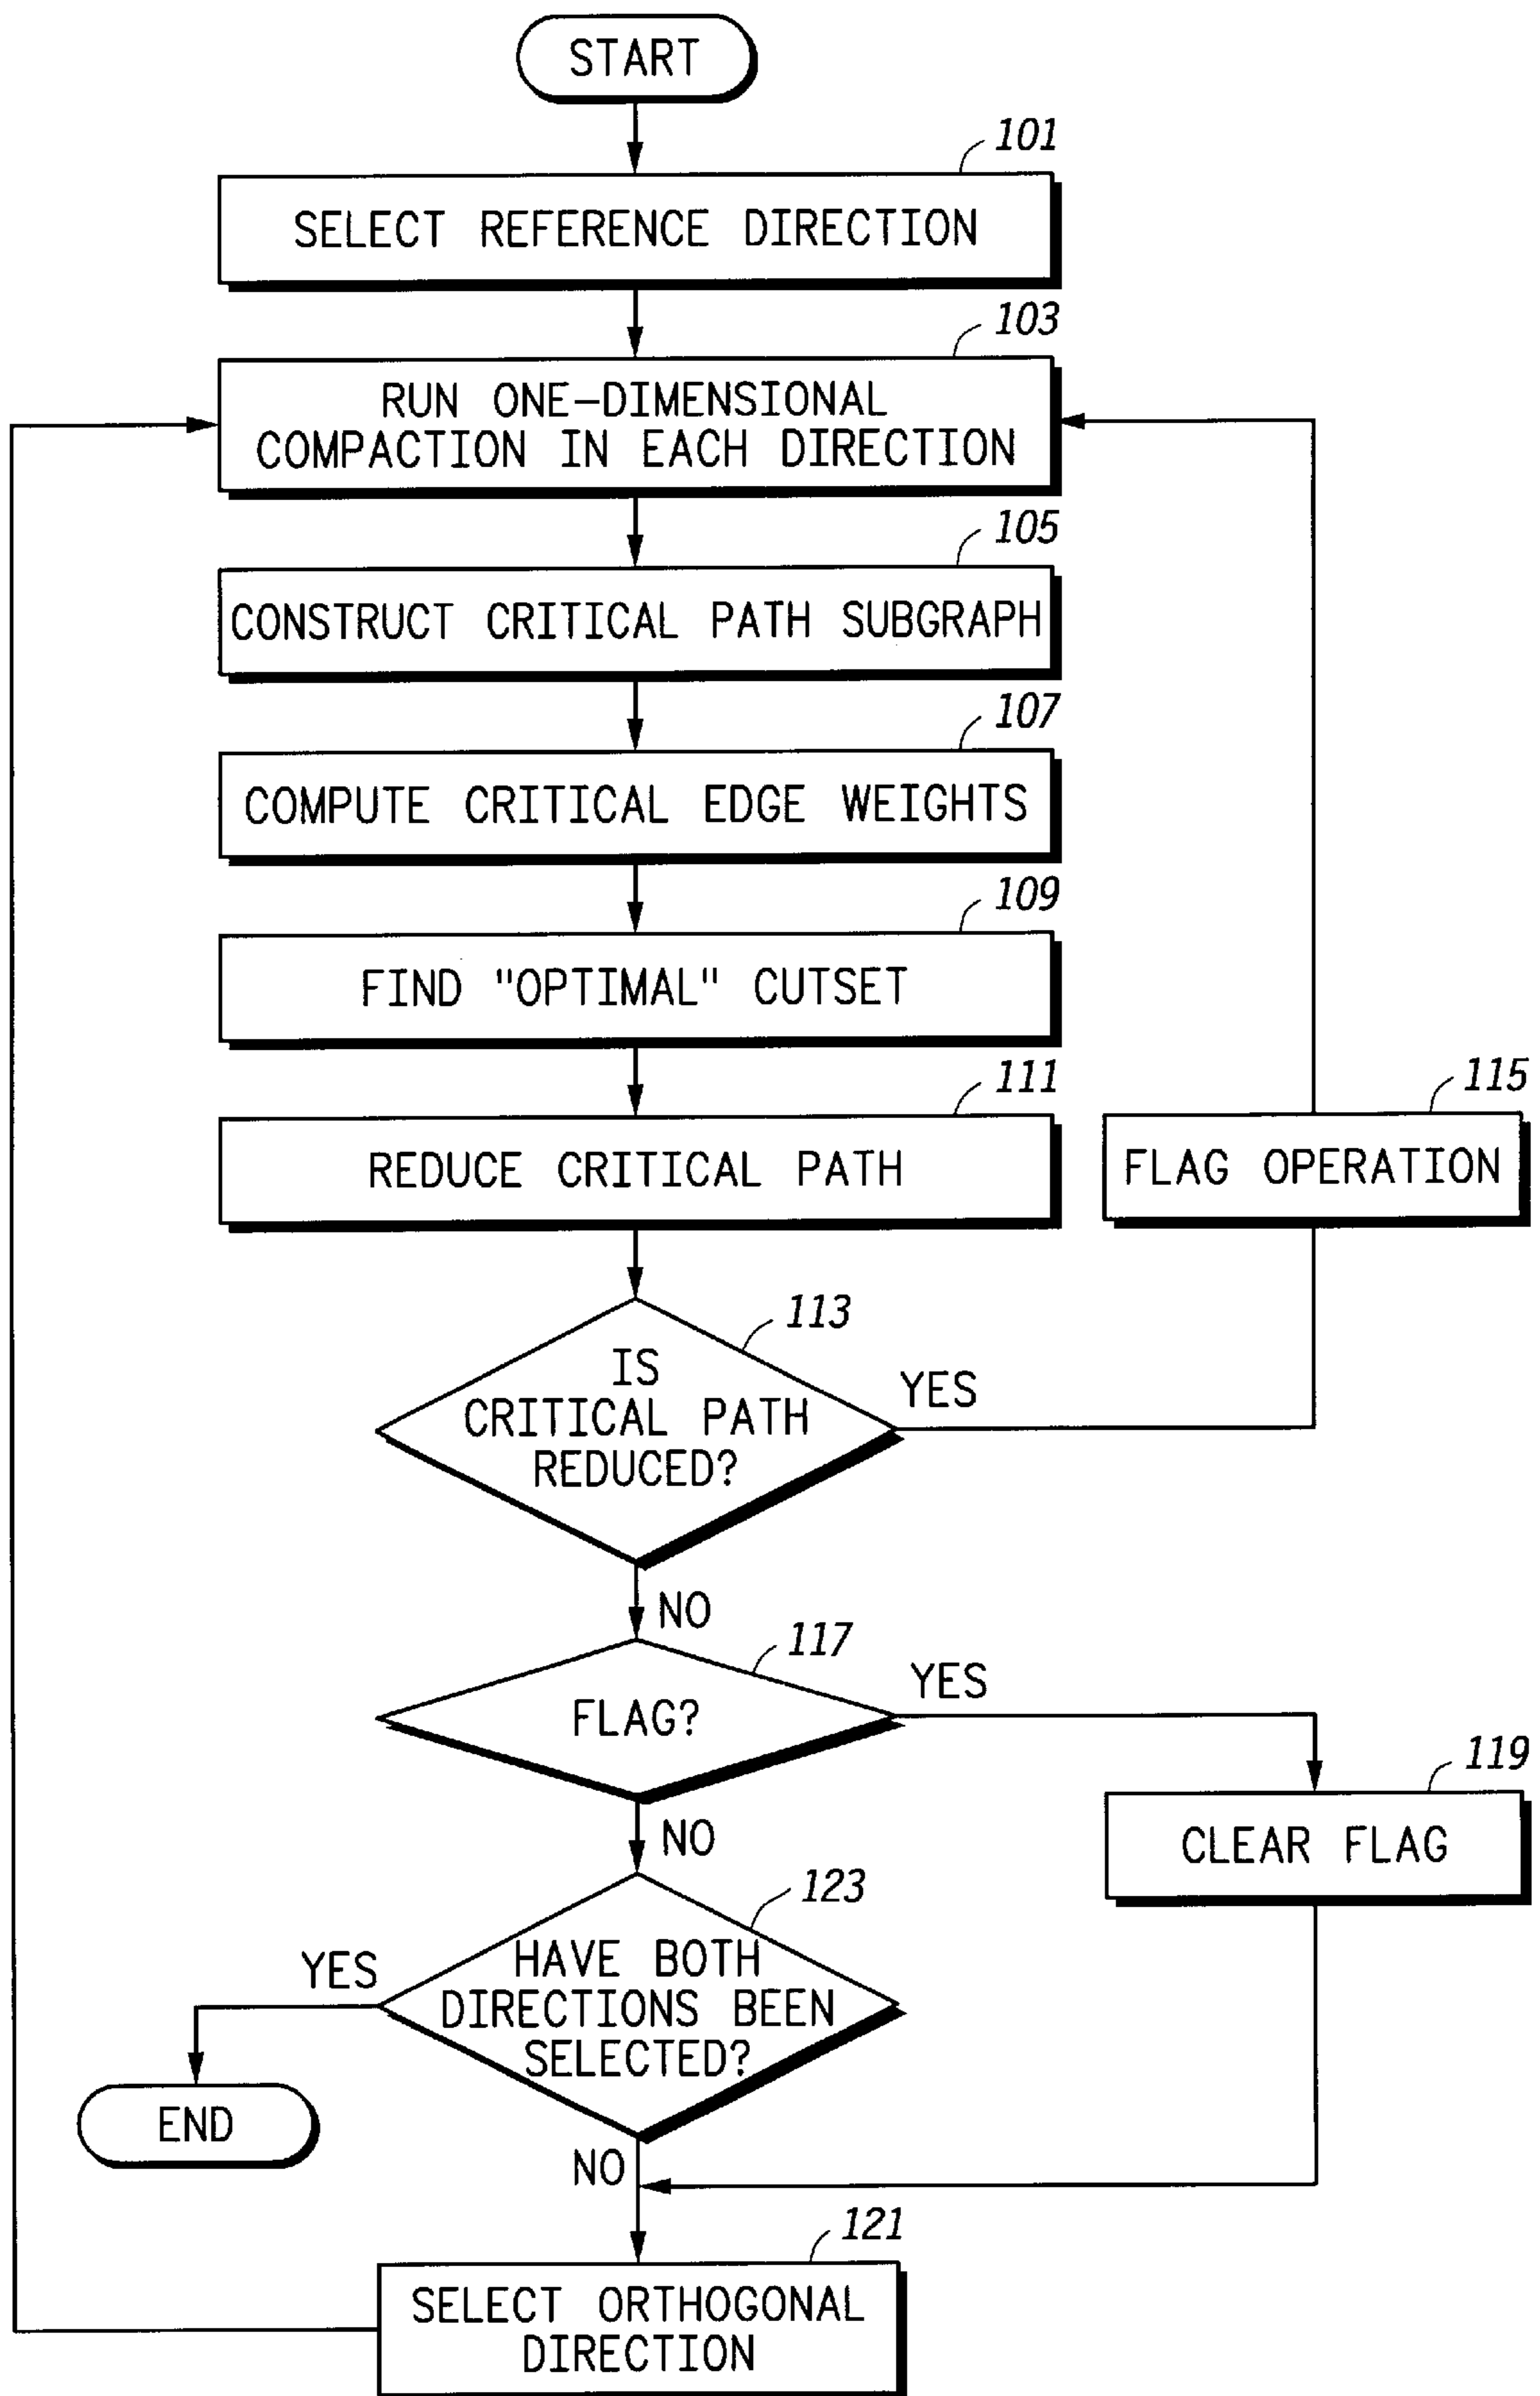 START
101
SELECT REFERENCE DIRECTION
103
RUN ONE-DIMENSIONAL
COMPACTION IN EACH DIRECTION
105
CONSTRUCT CRITICAL PATH SUBGRAPH
107
COMPUTE CRITICAL EDGE WEIGHTS
109
FIND "OPTIMAL" CUTSET
111
REDUCE CRITICAL PATH
115
FLAG OPERATION
113
IS
CRITICAL PATH
REDUCED?
YES
NO
117
FLAG?
YES
NO
119
CLEAR FLAG
123
HAVE BOTH
DIRECTIONS BEEN
SELECTED?
YES
END
NO
121
SELECT ORTHOGONAL
DIRECTION